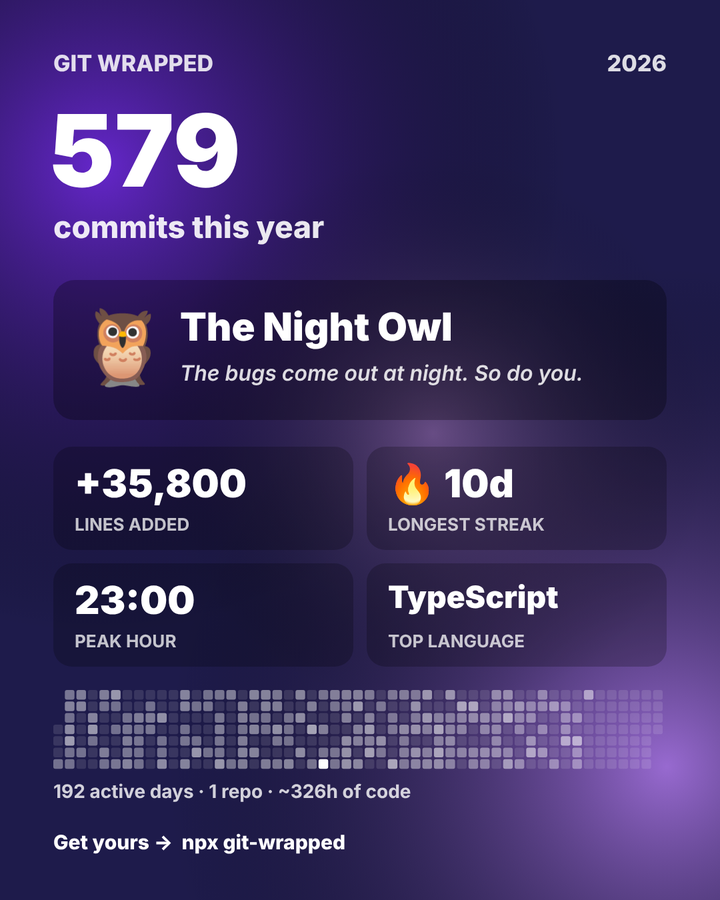 GIT WRAPPED
2026
579
commits this year
The Night Owl
The bugs come out at night. So do you.
+35,800
LINES ADDED
🔥 10d
LONGEST STREAK
23:00
PEAK HOUR
TypeScript
TOP LANGUAGE
192 active days · 1 repo · ~326h of code
Get yours → npx git-wrapped